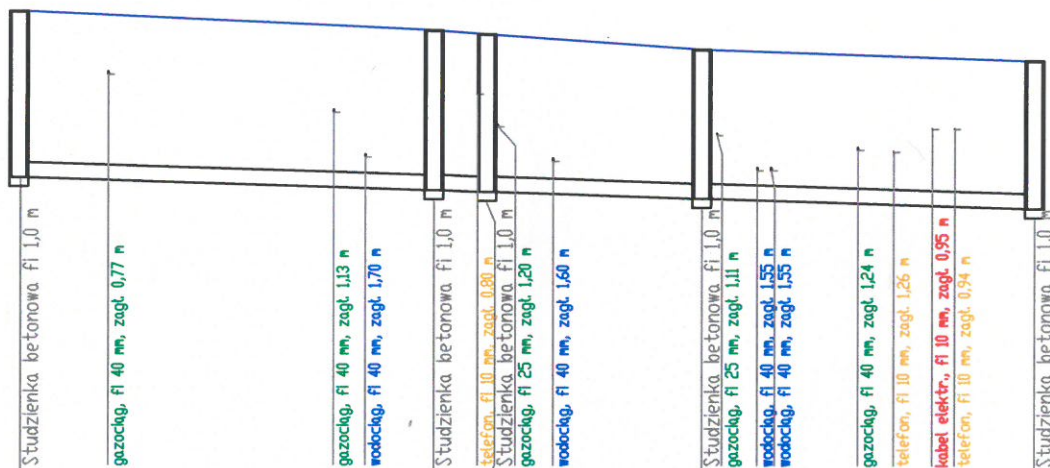 Studzienka betonowa fi 1,0 m
gazociąg, fi 40 mm, zagł. 0,77 m
gazociąg, fi 40 mm, zagł. 1,13 m
wodociąg, fi 40 mm, zagł. 1,70 m
Studzienka betonowa fi 1,0 m
telefon, fi 10 mm, zagł. 0,80 m
Studzienka betonowa fi 1,0 m
gazociąg, fi 25 mm, zagł. 1,20 m
wodociąg, fi 40 mm, zagł. 1,60 m
Studzienka betonowa fi 1,0 m
gazociąg, fi 25 mm, zagł. 1,11 m
wodociąg, fi 40 mm, zagł. 1,55 m
wodociąg, fi 40 mm, zagł. 1,55 m
gazociąg, fi 40 mm, zagł. 1,24 m
telefon, fi 10 mm, zagł. 1,26 m
kabel elektr., fi 10 mm, zagł. 0,95 m
telefon, fi 10 mm, zagł. 0,94 m
Studzienka betonowa fi 1,0 m